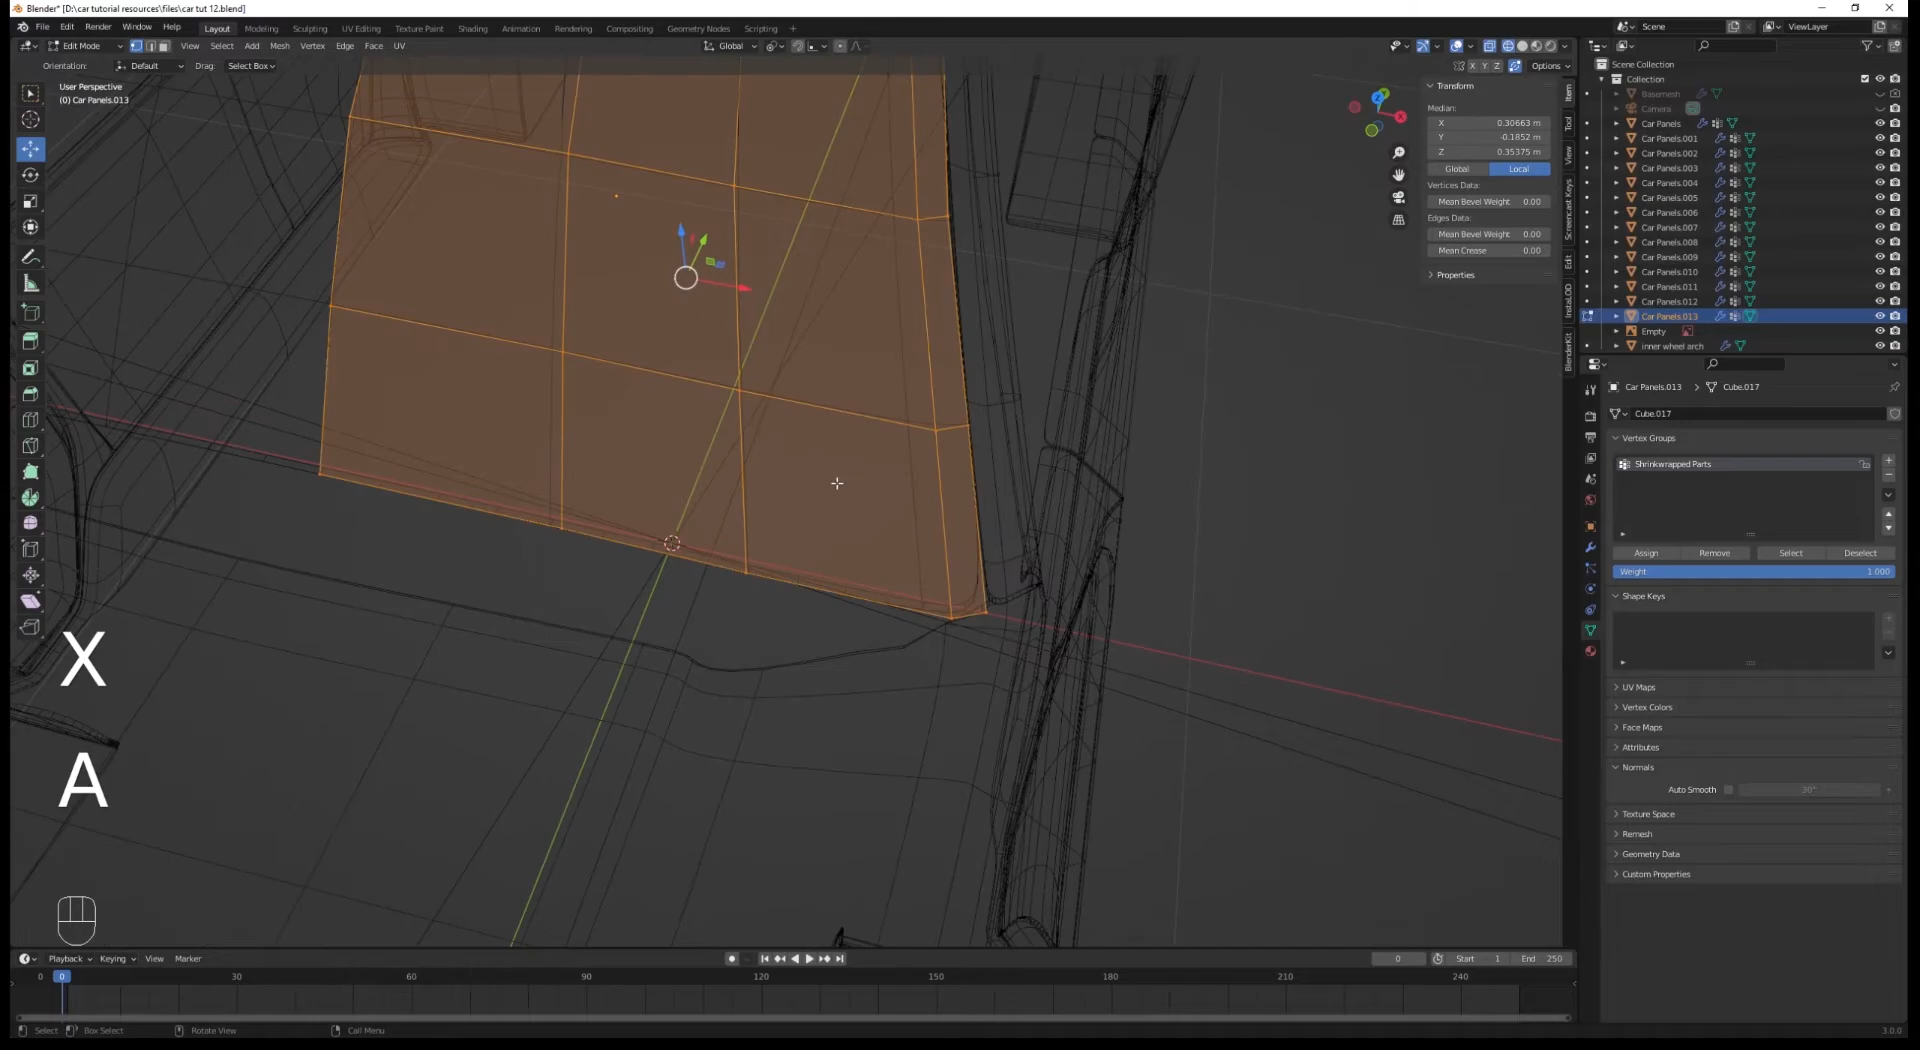 Blender* [D:\car tutorial resources\files\car tut 12.blend]
File Edit Render Window Help Layout Modeling Sculpting UV Editing Texture Paint Shading Animation Rendering Compositing Geometry Nodes Scripting +
Scene ViewLayer
Edit Mode View Select Add Mesh Vertex Edge Face UV Global
Orientation: Default Drag: Select Box
X Y Z Options
User Perspective
(0) Car Panels.013
Transform
Median:
X 0.30663 m
Y -0.1852 m
Z 0.35375 m
Global Local
Vertices Data:
Mean Bevel Weight 0.00
Edges Data:
Mean Bevel Weight 0.00
Mean Crease 0.00
Properties
Item
Tool
View
Screencast Keys
Edit
InstaLOD
BlenderKit
Scene Collection
Collection
Basemesh
Camera
Car Panels
Car Panels.001
Car Panels.002
Car Panels.003
Car Panels.004
Car Panels.005
Car Panels.006
Car Panels.007
Car Panels.008
Car Panels.009
Car Panels.010
Car Panels.011
Car Panels.012
Car Panels.013
Empty
inner wheel arch
Car Panels.013 > Cube.017
Cube.017
Vertex Groups
Shrinkwrapped Parts
Assign Remove Select Deselect
Weight 1.000
Shape Keys
UV Maps
Vertex Colors
Face Maps
Attributes
Normals
Auto Smooth 30°
Texture Space
Remesh
Geometry Data
Custom Properties
X
A
Playback Keying View Marker
0 Start 1 End 250
0 0 30 60 90 120 150 180 210 240
Select Box Select Rotate View Call Menu
3.0.0